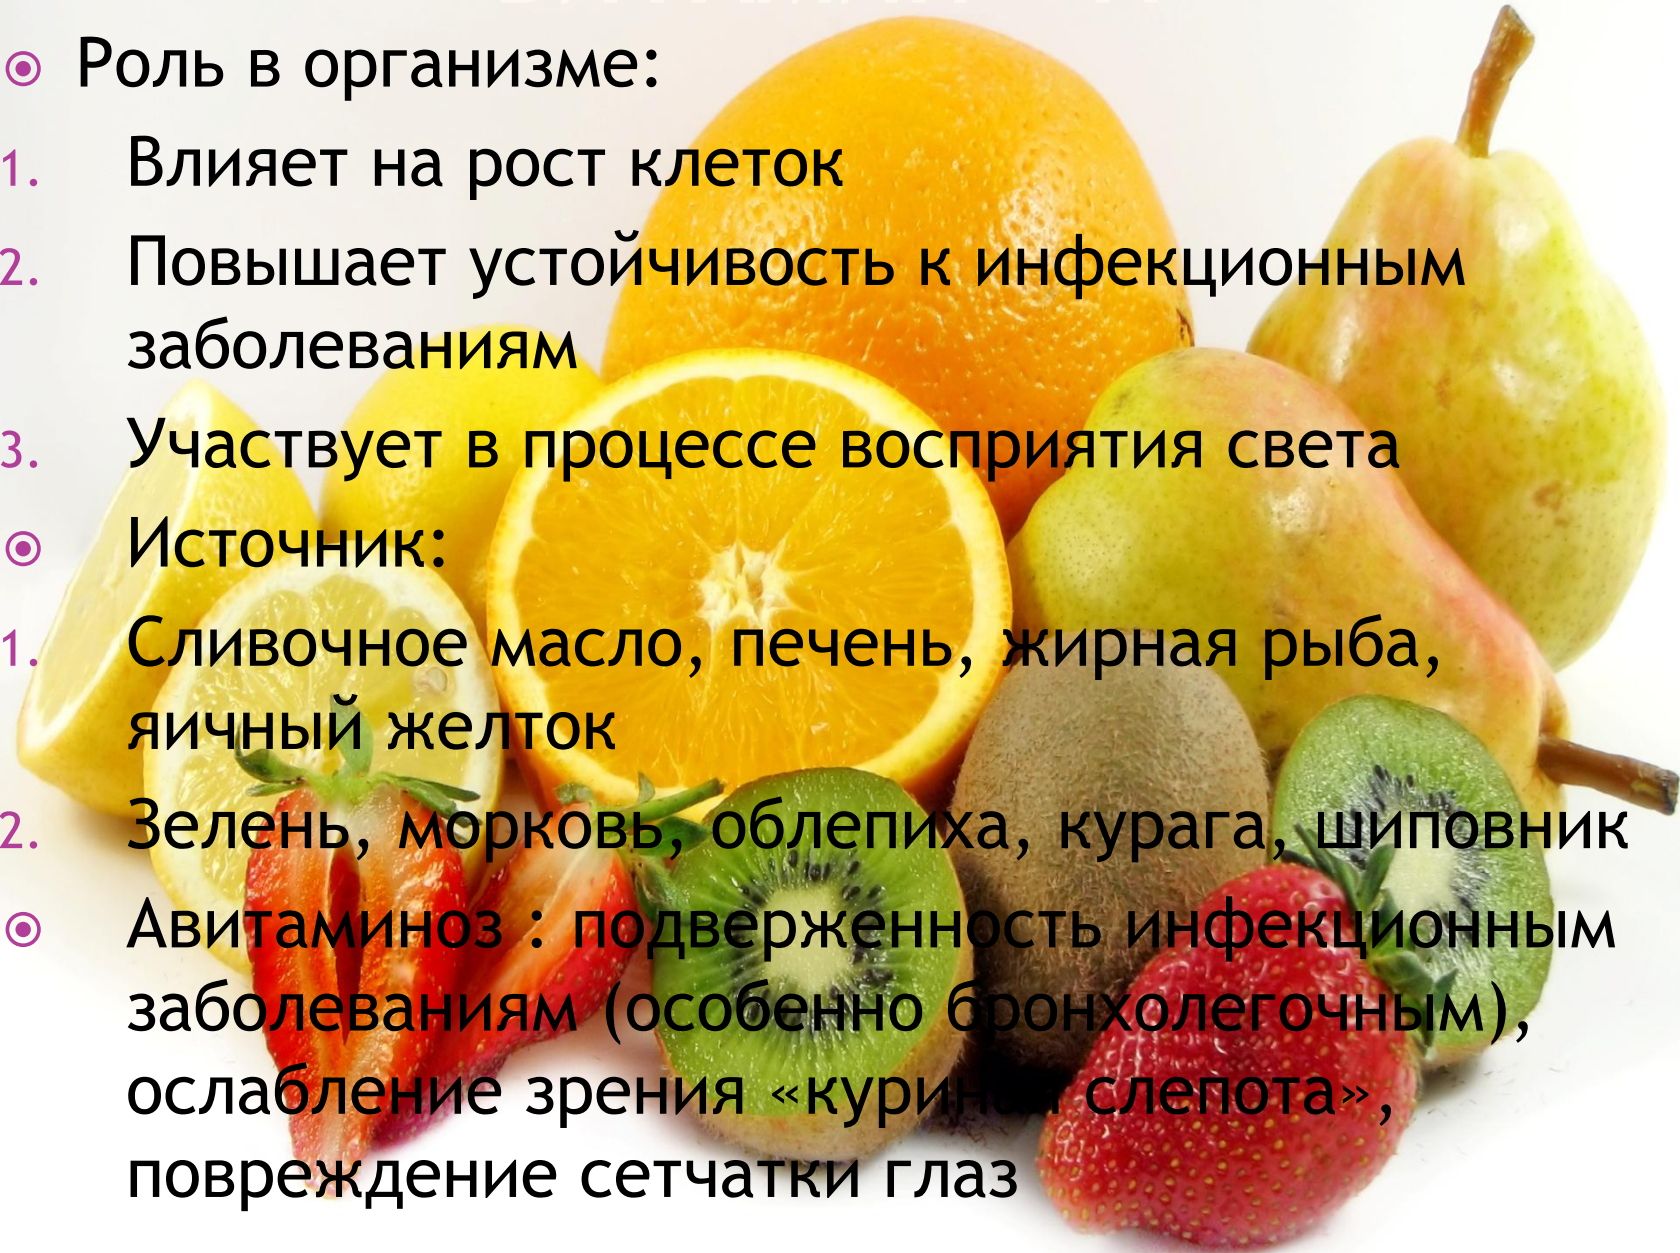 Роль в организме:
1. Влияет на рост клеток
2. Повышает устойчивость к инфекционным
заболеваниям
3. Участвует в процессе восприятия света
Источник:
1. Сливочное масло, печень, жирная рыба,
яичный желток
2. Зелень, морковь, облепиха, курага, шиповник
Авитаминоз : подверженность инфекционным
заболеваниям (особенно бронхолегочным),
ослабление зрения «куриная слепота»,
повреждение сетчатки глаз